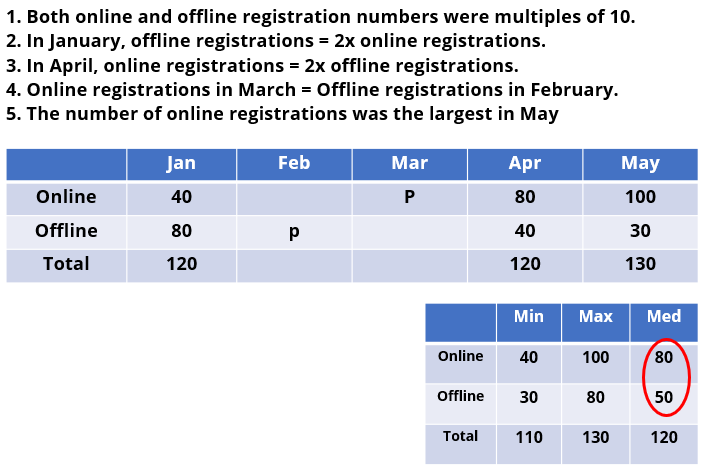 1. Both online and offline registration numbers were multiples of 10.
2. In January, offline registrations = 2x online registrations.
3. In April, online registrations = 2x offline registrations.
4. Online registrations in March = Offline registrations in February.
5. The number of online registrations was the largest in May
Jan Feb Mar Apr May
Online 40 P 80 100
Offline 80 p 40 30
Total 120 120 130
Min Max Med
Online 40 100 80
Offline 30 80 50
Total 110 130 120